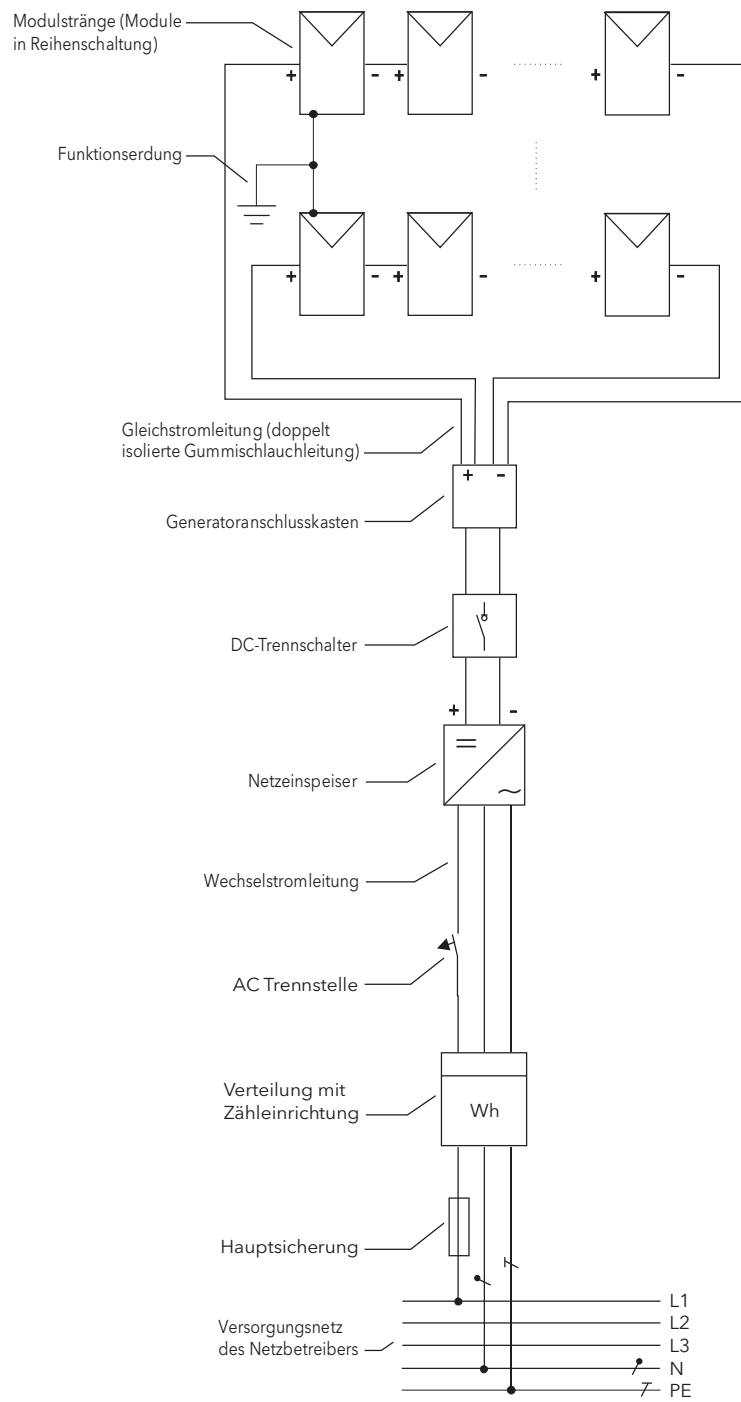 Modulstränge (Module
in Reihenschaltung)
+ - + - + -
Funktionserdung
+ - + - + -
Gleichstromleitung (doppelt
isolierte Gummischlauchleitung)
+ -
Generatoranschlusskasten
DC-Trennschalter
+ -
Netzeinspeiser
Wechselstromleitung
AC Trennstelle
Verteilung mit
Zähleinrichtung
Wh
Hauptsicherung
L1
Versorgungsnetz
des Netzbetreibers
L2
L3
N
PE